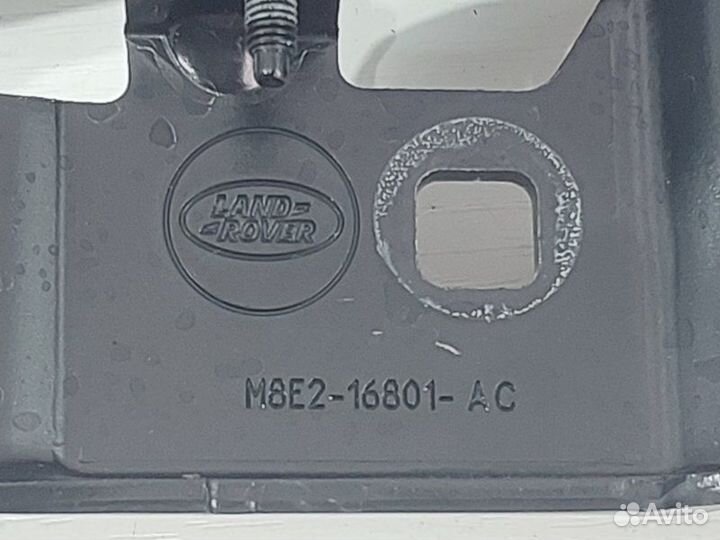 LAND-
-ROVER
M8E2-16801-AC
Avito